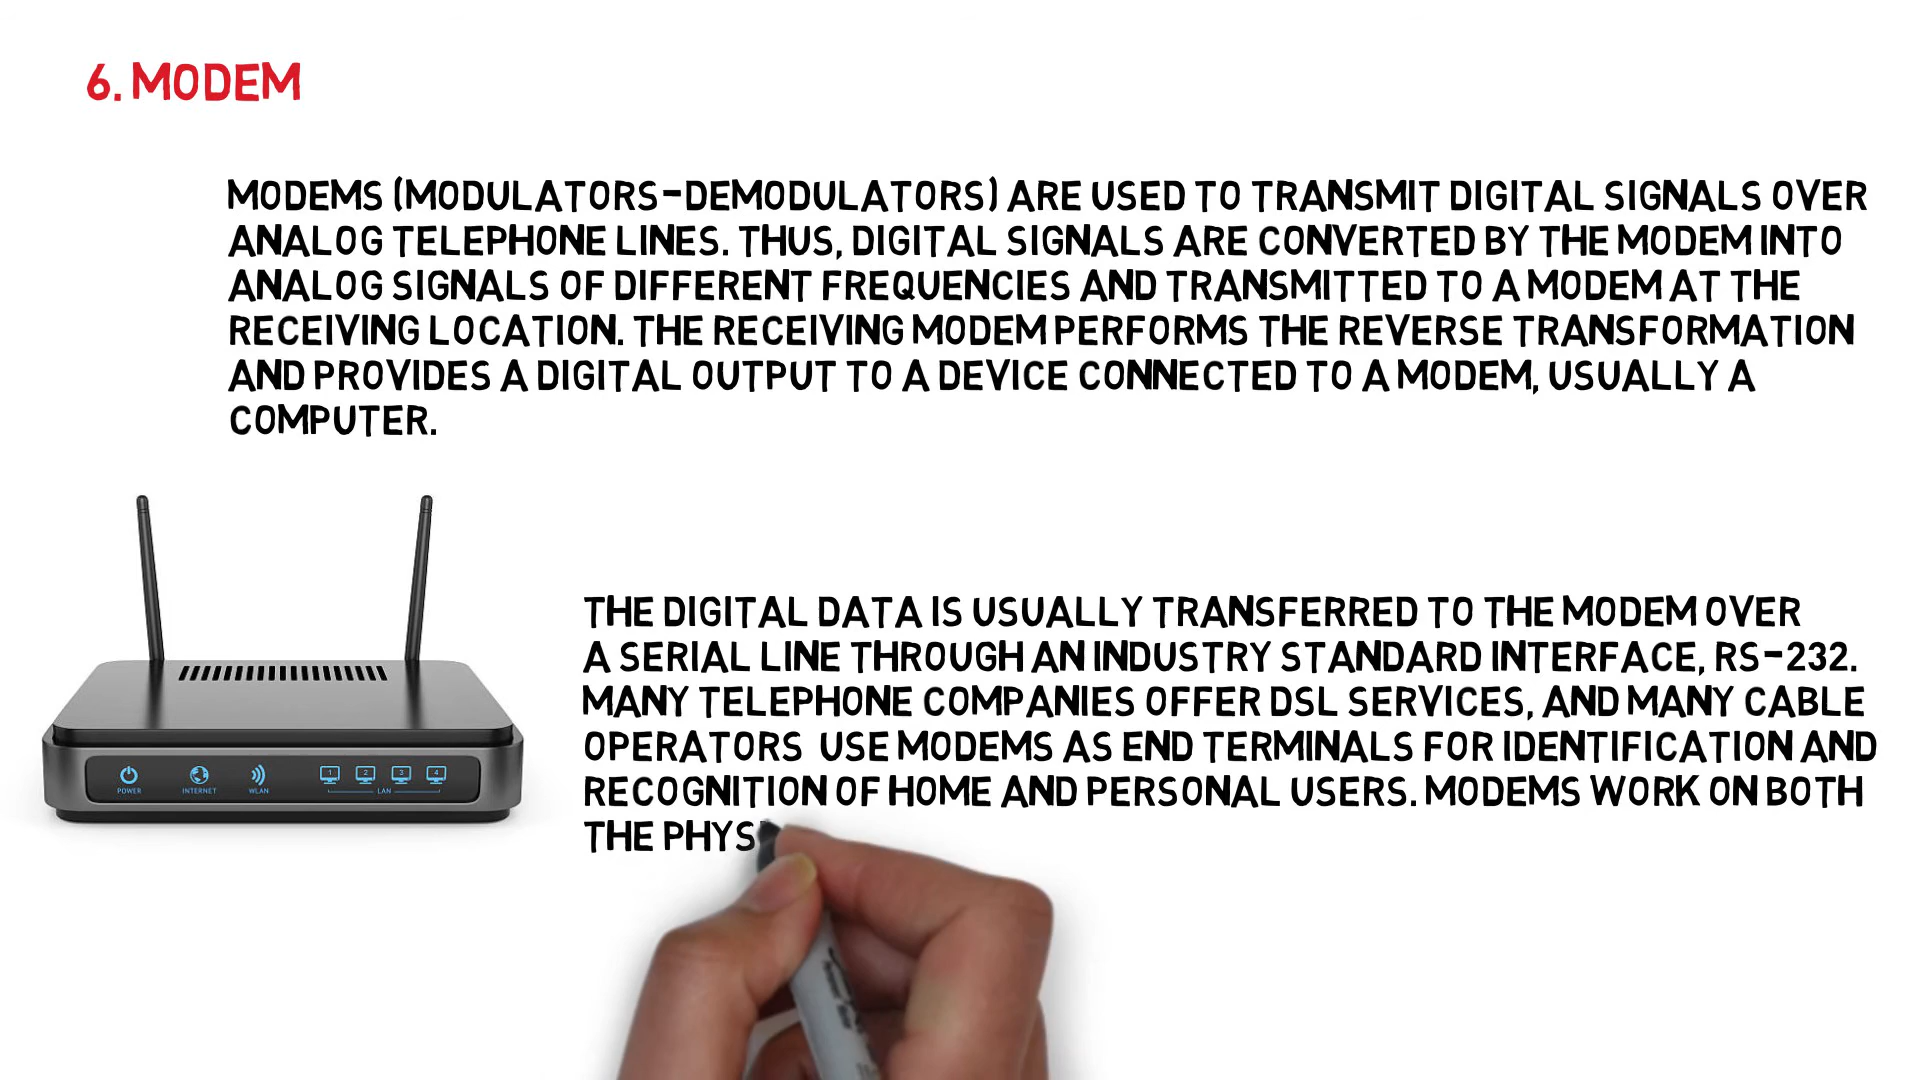 6. MODEM
MODEMS (MODULATORS-DEMODULATORS) ARE USED TO TRANSMIT DIGITAL SIGNALS OVER
ANALOG TELEPHONE LINES. THUS, DIGITAL SIGNALS ARE CONVERTED BY THE MODEM INTO
ANALOG SIGNALS OF DIFFERENT FREQUENCIES AND TRANSMITTED TO A MODEM AT THE
RECEIVING LOCATION. THE RECEIVING MODEM PERFORMS THE REVERSE TRANSFORMATION
AND PROVIDES A DIGITAL OUTPUT TO A DEVICE CONNECTED TO A MODEM, USUALLY A
COMPUTER.
THE DIGITAL DATA IS USUALLY TRANSFERRED TO THE MODEM OVER
A SERIAL LINE THROUGH AN INDUSTRY STANDARD INTERFACE, RS-232.
MANY TELEPHONE COMPANIES OFFER DSL SERVICES, AND MANY CABLE
OPERATORS USE MODEMS AS END TERMINALS FOR IDENTIFICATION AND
RECOGNITION OF HOME AND PERSONAL USERS. MODEMS WORK ON BOTH
THE PHYS
1 2 3 4
POWER INTERNET WLAN LAN